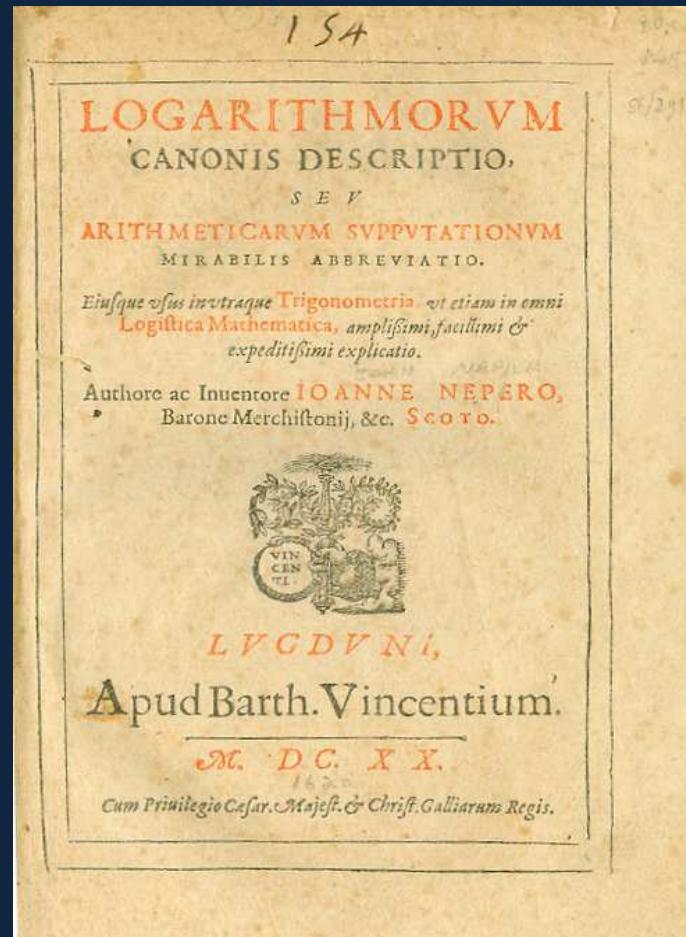 154
LOGARITHMORVM
CANONIS DESCRIPTIO,
SEV
ARITHMETICARVM SVPPVTATIONVM
MIRABILIS ABBREVIATIO.
Eiuſque vſus invtraque Trigonometria vt etiam in omni
Logiſtica Mathematica, ampliſsimi, facillimi &
expeditiſsimi explicatio.
Authore ac Inuentore IOANNE NEPERO,
Barone Merchiſtonij, &c. SCOTO.
VIN
CEN
TI.
LVGDVNI,
Apud Barth. Vincentium.
M. DC. XX.
1620
Cum Priuilegio Cæſar. Majeſt. & Chriſt. Galliarum Regis.